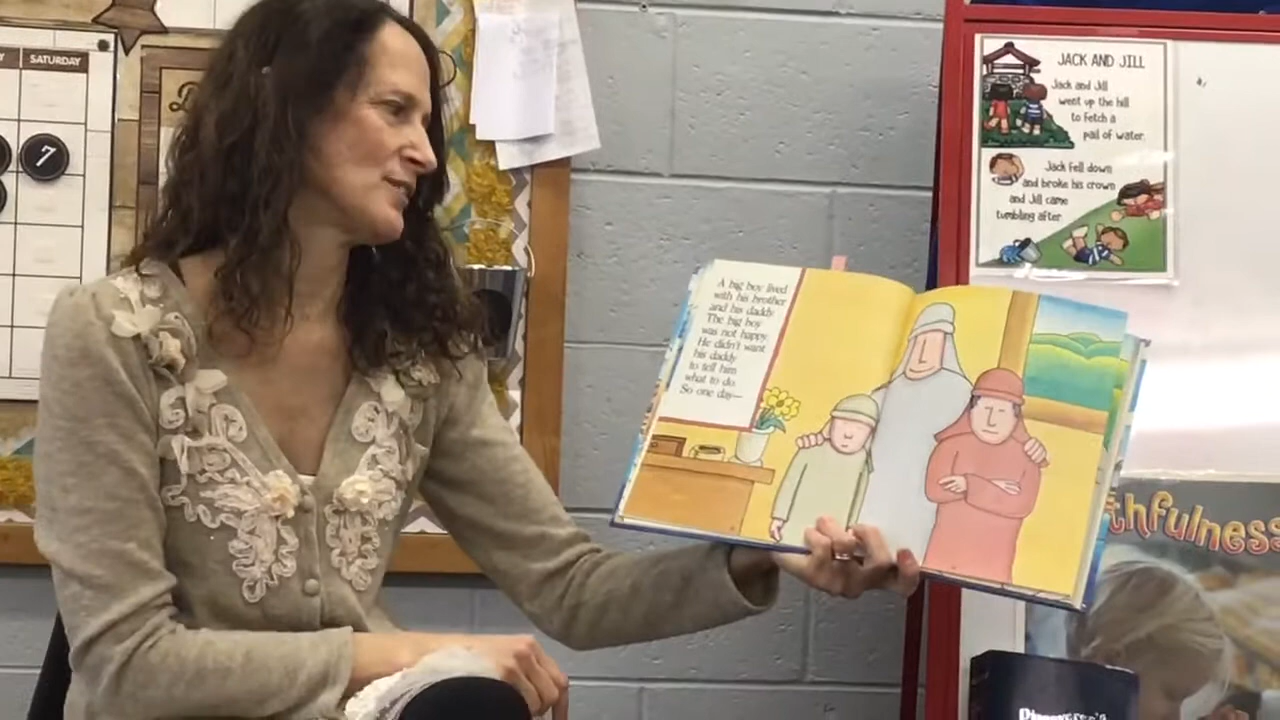 SATURDAY
7
JACK AND JILL
Jack and Jill
went up the hill
to fetch a
pail of water.
Jack fell down
and broke his crown
and Jill came
tumbling after.
A big boy lived
with his brother
and his daddy.
The big boy
was not happy.
He didn't want
his daddy
to tell him
what to do.
So one day—
thfulness